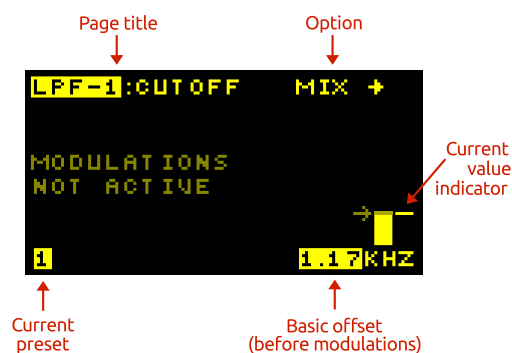 Page title
Option
LPF-1:CUTOFF MIX →
MODULATIONS
NOT ACTIVE
Current
value
indicator
→
1
1.17KHZ
Current
preset
Basic offset
(before modulations)